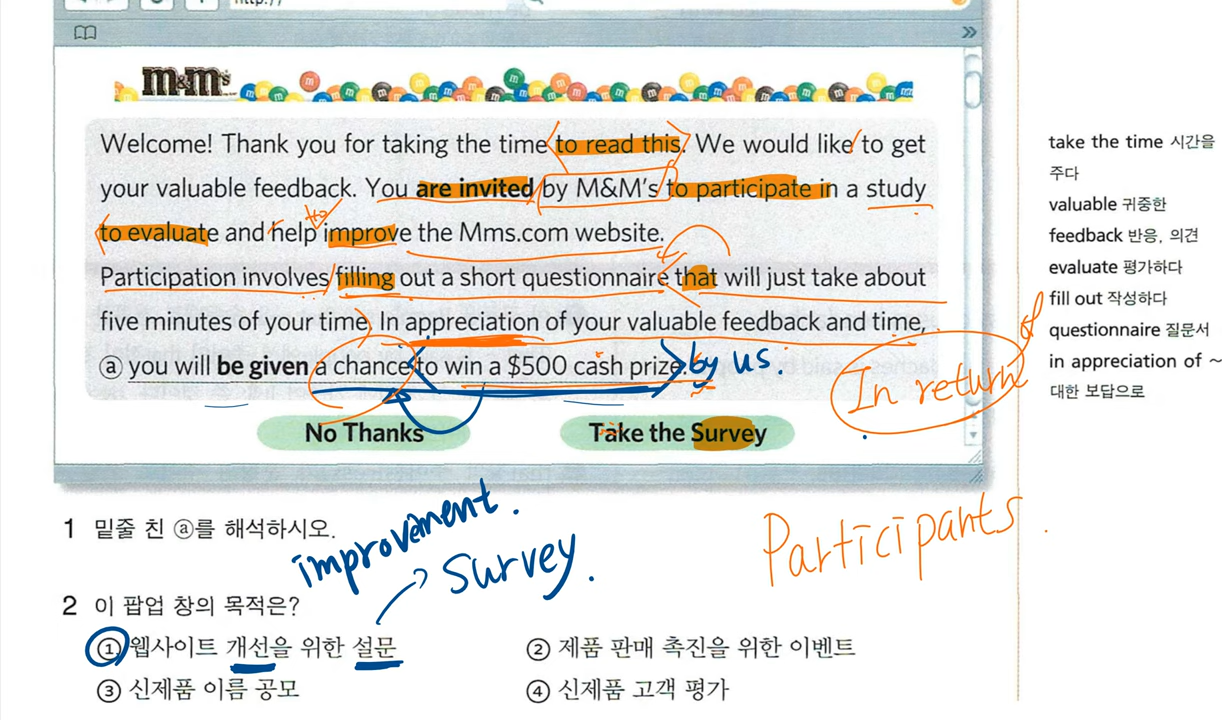 http://
m&m's
Welcome! Thank you for taking the time to read this. We would like to get
your valuable feedback. You are invited by M&M's to participate in a study
to evaluate and help to improve the Mms.com website.
Participation involves filling out a short questionnaire that will just take about
five minutes of your time. In appreciation of your valuable feedback and time,
ⓐ you will be given a chance to win a $500 cash prize. by us.
In return of
No Thanks
Take the Survey
take the time 시간을
주다
valuable 귀중한
feedback 반응, 의견
evaluate 평가하다
fill out 작성하다
questionnaire 질문서
in appreciation of ~
대한 보답으로
1 밑줄 친 ⓐ를 해석하시오.
improvement.
Survey.
Participants.
2 이 팝업 창의 목적은?
① 웹사이트 개선을 위한 설문
② 제품 판매 촉진을 위한 이벤트
③ 신제품 이름 공모
④ 신제품 고객 평가